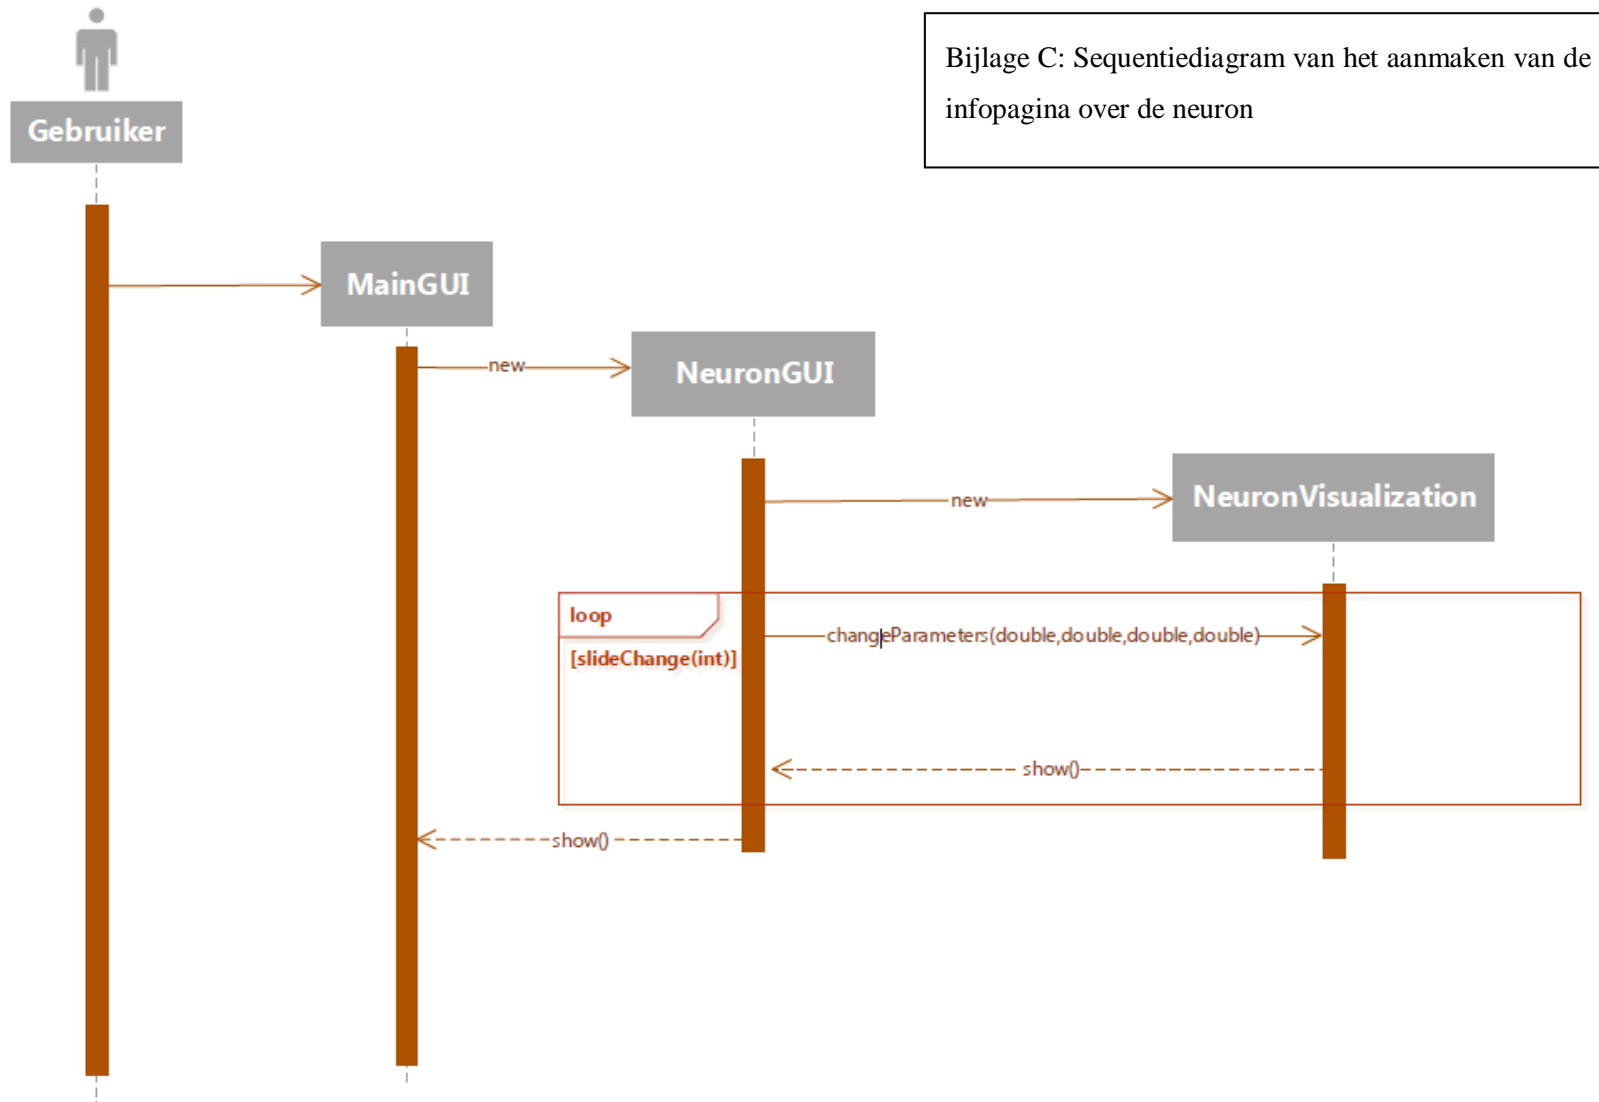 Bijlage C: Sequentiediagram van het aanmaken van de
infopagina over de neuron
Gebruiker
MainGUI
new
NeuronGUI
new
NeuronVisualization
loop
[slideChange(int)]
changeParameters(double,double,double,double)
show()
show()